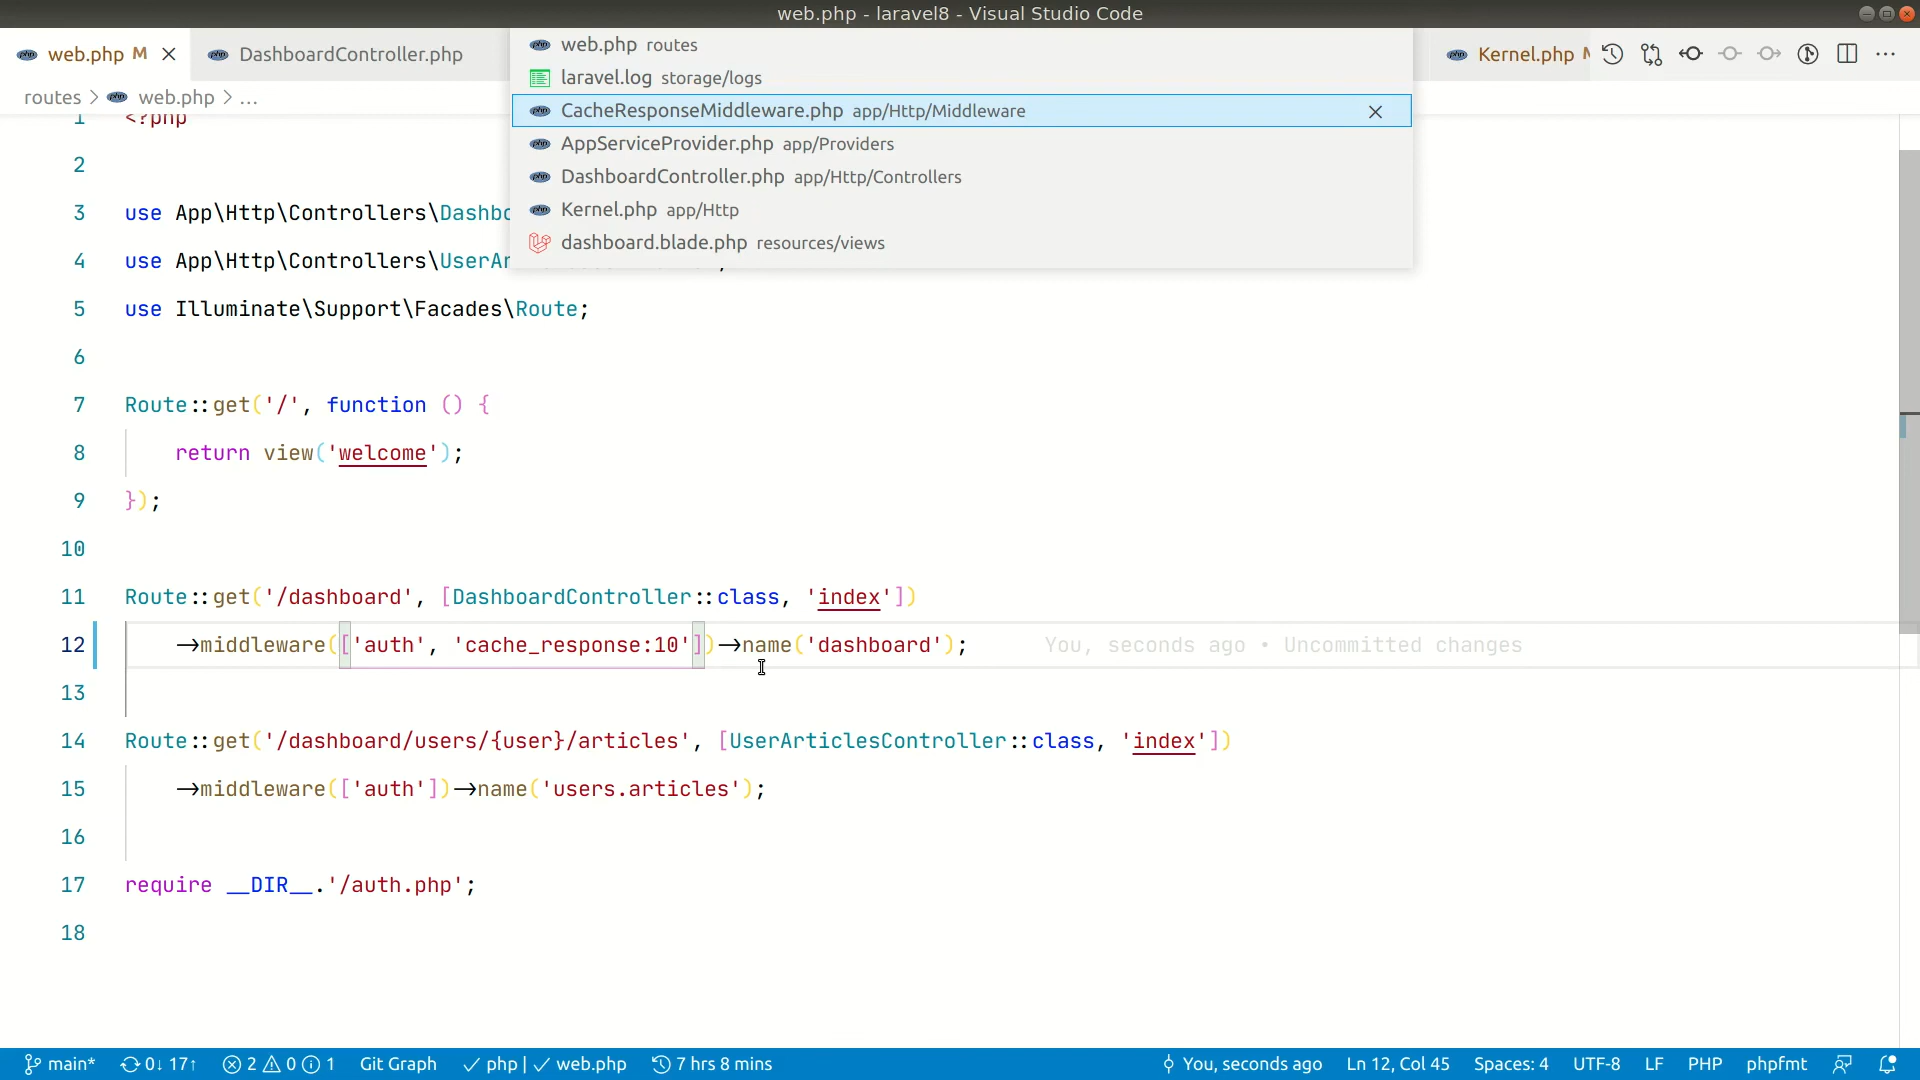 web.php - laravel8 - Visual Studio Code
web.php M
DashboardController.php
Kernel.php
web.php routes
laravel.log storage/logs
CacheResponseMiddleware.php app/Http/Middleware
AppServiceProvider.php app/Providers
DashboardController.php app/Http/Controllers
Kernel.php app/Http
dashboard.blade.php resources/views
routes > web.php > ...
1 <?php
2
3 use App\Http\Controllers\Dashbo
4 use App\Http\Controllers\UserAr
5 use Illuminate\Support\Facades\Route;
6
7 Route::get('/', function () {
8 return view('welcome');
9 });
10
11 Route::get('/dashboard', [DashboardController::class, 'index'])
12 ->middleware(['auth', 'cache_response:10'])->name('dashboard'); You, seconds ago • Uncommitted changes
13
14 Route::get('/dashboard/users/{user}/articles', [UserArticlesController::class, 'index'])
15 ->middleware(['auth'])->name('users.articles');
16
17 require __DIR__.'/auth.php';
18
main* 0↓ 17↑ 2 0 1 Git Graph ✓ php | ✓ web.php 7 hrs 8 mins You, seconds ago Ln 12, Col 45 Spaces: 4 UTF-8 LF PHP phpfmt